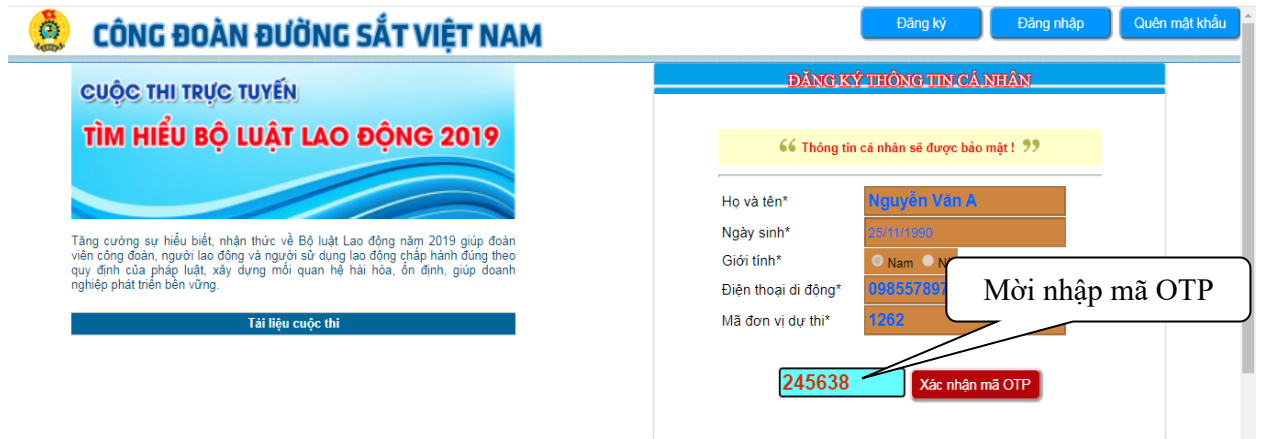 CÔNG ĐOÀN ĐƯỜNG SẮT VIỆT NAM
Đăng ký
Đăng nhập
Quên mật khẩu
CUỘC THI TRỰC TUYẾN
TÌM HIỂU BỘ LUẬT LAO ĐỘNG 2019
Tăng cường sự hiểu biết, nhận thức về Bộ luật Lao động năm 2019 giúp đoàn
viên công đoàn, người lao động và người sử dụng lao động chấp hành đúng theo
quy định của pháp luật, xây dựng mối quan hệ hài hòa, ổn định, giúp doanh
nghiệp phát triển bền vững.
Tài liệu cuộc thi
ĐĂNG KÝ THÔNG TIN CÁ NHÂN
“ Thông tin cá nhân sẽ được bảo mật ! ”
Họ và tên* Nguyễn Văn A
Ngày sinh* 25/11/1990
Giới tính* Nam
Điện thoại di động* 098557897
Mã đơn vị dự thi* 1262
Mời nhập mã OTP
245638
Xác nhận mã OTP